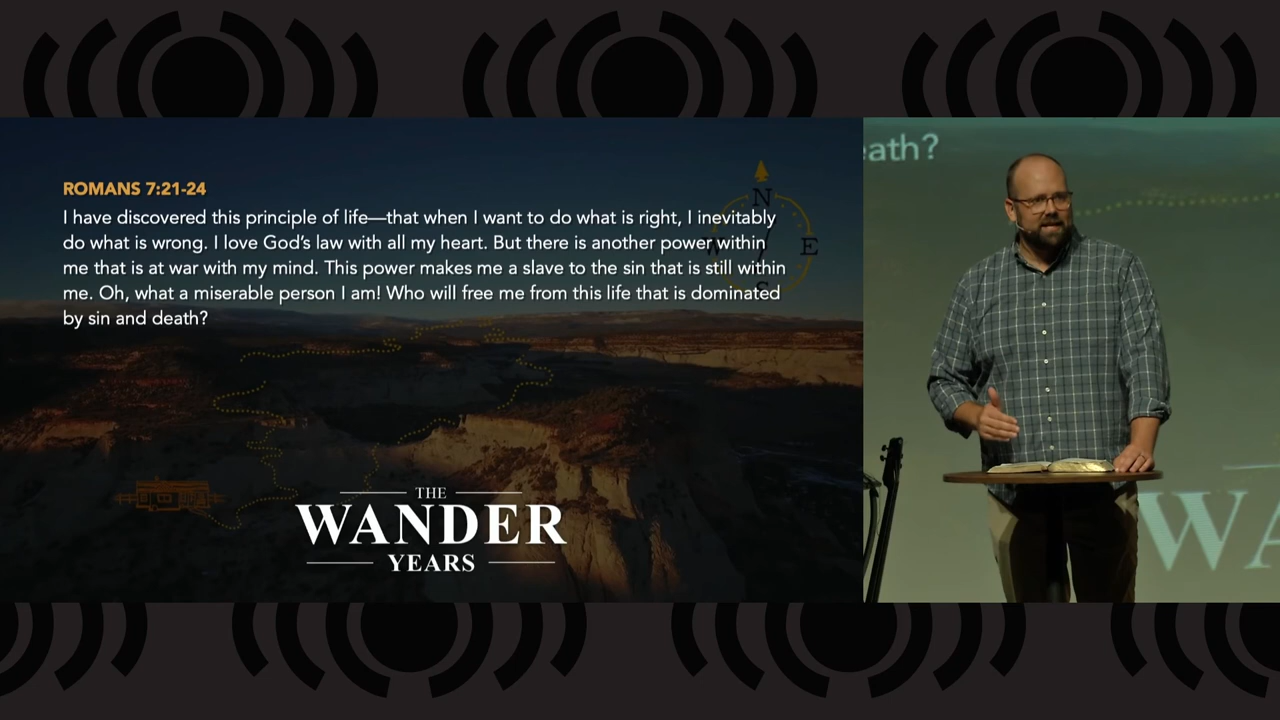 ROMANS 7:21-24
I have discovered this principle of life—that when I want to do what is right, I inevitably
do what is wrong. I love God's law with all my heart. But there is another power within
me that is at war with my mind. This power makes me a slave to the sin that is still within
me. Oh, what a miserable person I am! Who will free me from this life that is dominated
by sin and death?
N
W E
S
THE
WANDER
YEARS
eath?
WA